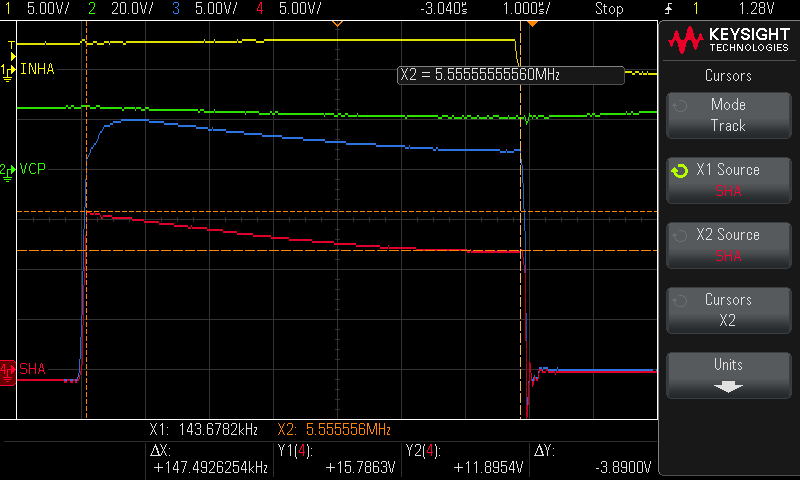 1 5.00V/ 2 20.0V/ 3 5.00V/ 4 5.00V/ -3.040s 1.000s/ Stop 1 1.28V
KEYSIGHT
TECHNOLOGIES
Cursors
Mode
Track
X1 Source
SHA
X2 Source
SHA
Cursors
X2
Units
T
1 INHA
X2 = 5.55555555560MHz
2 VCP
4 SHA
X1: 143.6782kHz X2: 5.555556MHz
ΔX: Y1(4): Y2(4): ΔY:
+147.4926254kHz +15.7863V +11.8954V -3.8900V